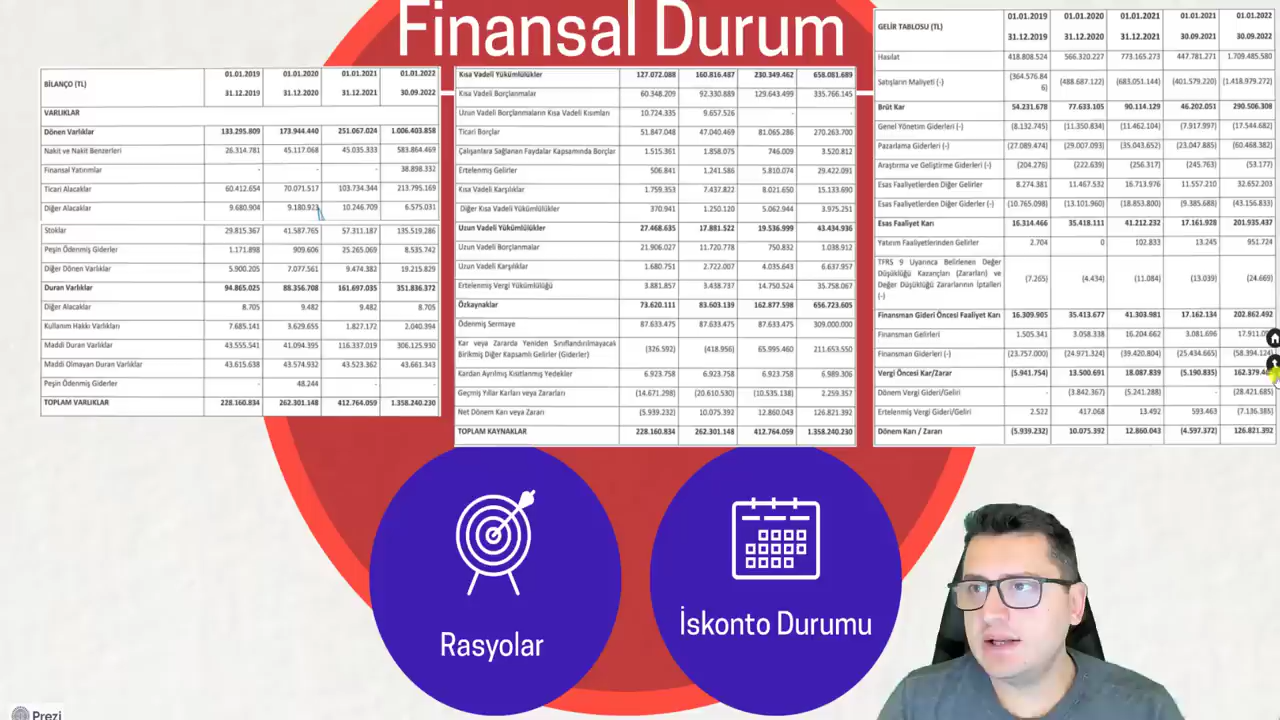 Finansal Durum
BİLANÇO (TL) 01.01.2019 01.01.2020 01.01.2021 01.01.2022
31.12.2019 31.12.2020 31.12.2021 30.09.2022
VARLIKLAR
Dönen Varlıklar 133.295.809 173.944.440 251.067.024 1.006.403.858
Nakit ve Nakit Benzerleri 26.314.781 45.117.068 45.035.333 583.864.469
Finansal Yatırımlar - - - 38.898.332
Ticari Alacaklar 60.412.654 70.071.517 103.734.344 213.795.169
Diğer Alacaklar 9.680.904 9.180.923 10.246.709 6.575.031
Stoklar 29.815.367 41.587.765 57.311.187 135.519.286
Peşin Ödenmiş Giderler 1.171.898 909.606 25.265.069 8.535.742
Diğer Dönen Varlıklar 5.900.205 7.077.561 9.474.382 19.215.829
Duran Varlıklar 94.865.025 88.356.708 161.697.035 351.836.372
Diğer Alacaklar 8.705 9.482 9.482 8.705
Kullanım Hakkı Varlıkları 7.685.141 3.629.655 1.827.172 2.040.394
Maddi Duran Varlıklar 43.555.541 41.094.395 116.337.019 306.125.930
Maddi Olmayan Duran Varlıklar 43.615.638 43.574.932 43.523.362 43.661.343
Peşin Ödenmiş Giderler - 48.244 - -
TOPLAM VARLIKLAR 228.160.834 262.301.148 412.764.059 1.358.240.230
Kısa Vadeli Yükümlülükler 127.072.088 160.816.487 230.349.462 658.081.689
Kısa Vadeli Borçlanmalar 60.348.209 92.330.889 129.643.499 335.766.145
Uzun Vadeli Borçlanmaların Kısa Vadeli Kısımları 10.724.335 9.657.526 - -
Ticari Borçlar 51.847.048 47.040.469 81.065.286 270.263.700
Çalışanlara Sağlanan Faydalar Kapsamında Borçlar 1.515.361 1.858.075 746.009 3.520.812
Ertelenmiş Gelirler 506.841 1.241.586 5.810.074 29.422.091
Kısa Vadeli Karşılıklar 1.759.353 7.437.822 8.021.650 15.133.690
Diğer Kısa Vadeli Yükümlülükler 370.941 1.250.120 5.062.944 3.975.251
Uzun Vadeli Yükümlülükler 27.468.635 17.881.522 19.536.999 43.434.936
Uzun Vadeli Borçlanmalar 21.906.027 11.720.778 750.832 1.038.912
Uzun Vadeli Karşılıklar 1.680.751 2.722.007 4.035.643 6.637.957
Ertelenmiş Vergi Yükümlülüğü 3.881.857 3.438.737 14.750.524 35.758.067
Özkaynaklar 73.620.111 83.603.139 162.877.598 656.723.605
Ödenmiş Sermaye 87.633.475 87.633.475 87.633.475 309.000.000
Kar veya Zararda Yeniden Sınıflandırılmayacak
Birikmiş Diğer Kapsamlı Gelirler (Giderler) (326.592) (418.956) 65.995.460 211.653.550
Kardan Ayrılmış Kısıtlanmış Yedekler 6.923.758 6.923.758 6.923.758 6.989.306
Geçmiş Yıllar Karları veya Zararları (14.671.298) (20.610.530) (10.535.138) 2.259.357
Net Dönem Karı veya Zararı (5.939.232) 10.075.392 12.860.043 126.821.392
TOPLAM KAYNAKLAR 228.160.834 262.301.148 412.764.059 1.358.240.230
GELİR TABLOSU (TL) 01.01.2019 01.01.2020 01.01.2021 01.01.2021 01.01.2022
31.12.2019 31.12.2020 31.12.2021 30.09.2021 30.09.2022
Hasılat 418.808.524 566.320.227 773.165.273 447.781.271 1.709.485.580
Satışların Maliyeti (-) (364.576.84
6) (488.687.122) (683.051.144) (401.579.220) (1.418.979.272)
Brüt Kar 54.231.678 77.633.105 90.114.129 46.202.051 290.506.308
Genel Yönetim Giderleri (-) (8.132.745) (11.350.834) (11.462.104) (7.917.997) (17.544.682)
Pazarlama Giderleri (-) (27.089.474) (29.007.093) (35.043.652) (23.047.885) (60.468.382)
Araştırma ve Geliştirme Giderleri (-) (204.276) (222.639) (256.317) (245.763) (53.177)
Esas Faaliyetlerden Diğer Gelirler 8.274.381 11.467.532 16.713.976 11.557.210 32.652.203
Esas Faaliyetlerden Diğer Giderler (-) (10.765.098) (13.101.960) (18.853.800) (9.385.688) (43.156.833)
Esas Faaliyet Karı 16.314.466 35.418.111 41.212.232 17.161.928 201.935.437
Yatırım Faaliyetlerinden Gelirler 2.704 0 102.833 13.245 951.724
TFRS 9 Uyarınca Belirlenen Değer
Düşüklüğü Kazançları (Zararları) ve
Değer Düşüklüğü Zararlarının İptalleri
(-) (7.265) (4.434) (11.084) (13.039) (24.669)
Finansman Gideri Öncesi Faaliyet Karı 16.309.905 35.413.677 41.303.981 17.162.134 202.862.492
Finansman Gelirleri 1.505.341 3.058.338 16.204.662 3.081.696
Finansman Giderleri (-) (23.757.000) (24.971.324) (39.420.804) (25.434.665) (58.394.124)
Vergi Öncesi Kar/Zarar (5.941.754) 13.500.691 18.087.839 (5.190.835)
Dönem Vergi Gideri/Geliri - (3.842.367) (5.241.288) - (28.421.685)
Ertelenmiş Vergi Gideri/Geliri 2.522 417.068 13.492 593.463 (7.136.385)
Dönem Karı / Zararı (5.939.232) 10.075.392 12.860.043 (4.597.372) 126.821.392
Rasyolar
İskonto Durumu
Prezi